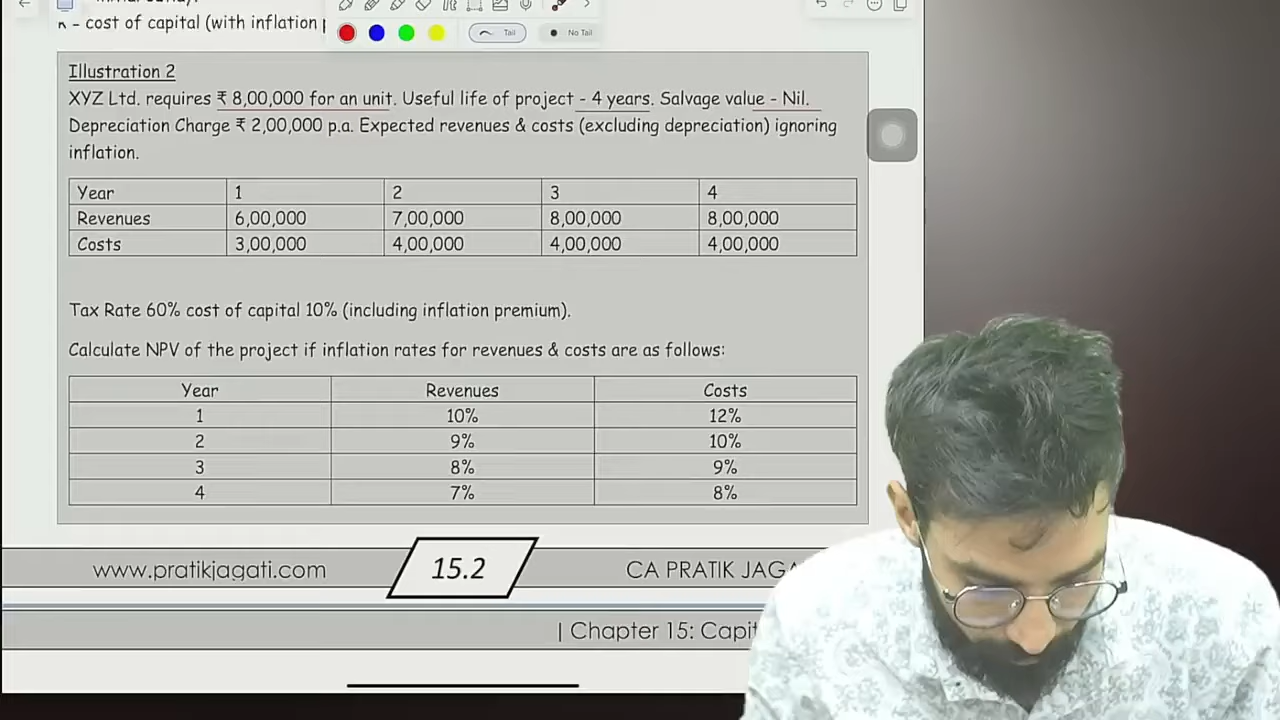 n - cost of capital (with inflation
Tail
No Tail
Illustration 2
XYZ Ltd. requires ₹ 8,00,000 for an unit. Useful life of project - 4 years. Salvage value - Nil.
Depreciation Charge ₹ 2,00,000 p.a. Expected revenues & costs (excluding depreciation) ignoring
inflation.
Year 1 2 3 4
Revenues 6,00,000 7,00,000 8,00,000 8,00,000
Costs 3,00,000 4,00,000 4,00,000 4,00,000
Tax Rate 60% cost of capital 10% (including inflation premium).
Calculate NPV of the project if inflation rates for revenues & costs are as follows:
Year Revenues Costs
1 10% 12%
2 9% 10%
3 8% 9%
4 7% 8%
www.pratikjagati.com 15.2 CA PRATIK JAGA
| Chapter 15: Capit